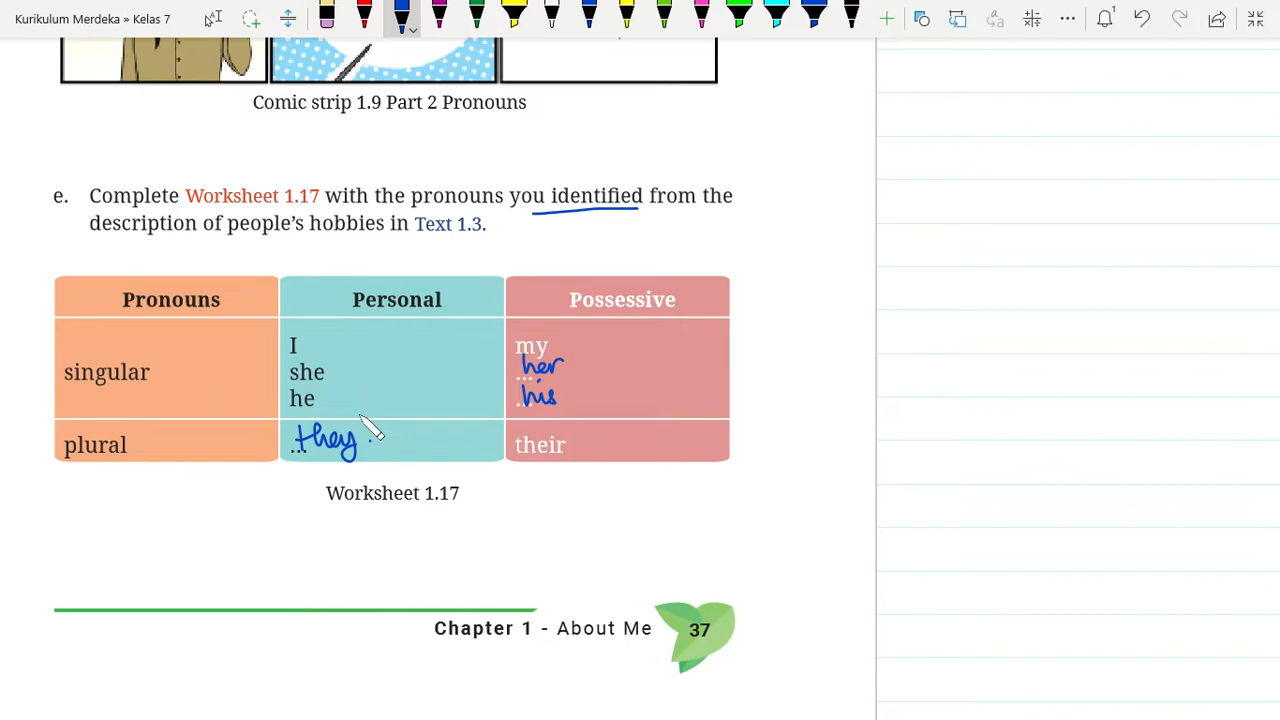 Kurikulum Merdeka » Kelas 7
Comic strip 1.9 Part 2 Pronouns
e. Complete Worksheet 1.17 with the pronouns you identified from the
description of people's hobbies in Text 1.3.
Pronouns Personal Possessive
singular
I
she
he
my
... her
... his
plural ... they . their
Worksheet 1.17
Chapter 1 - About Me 37